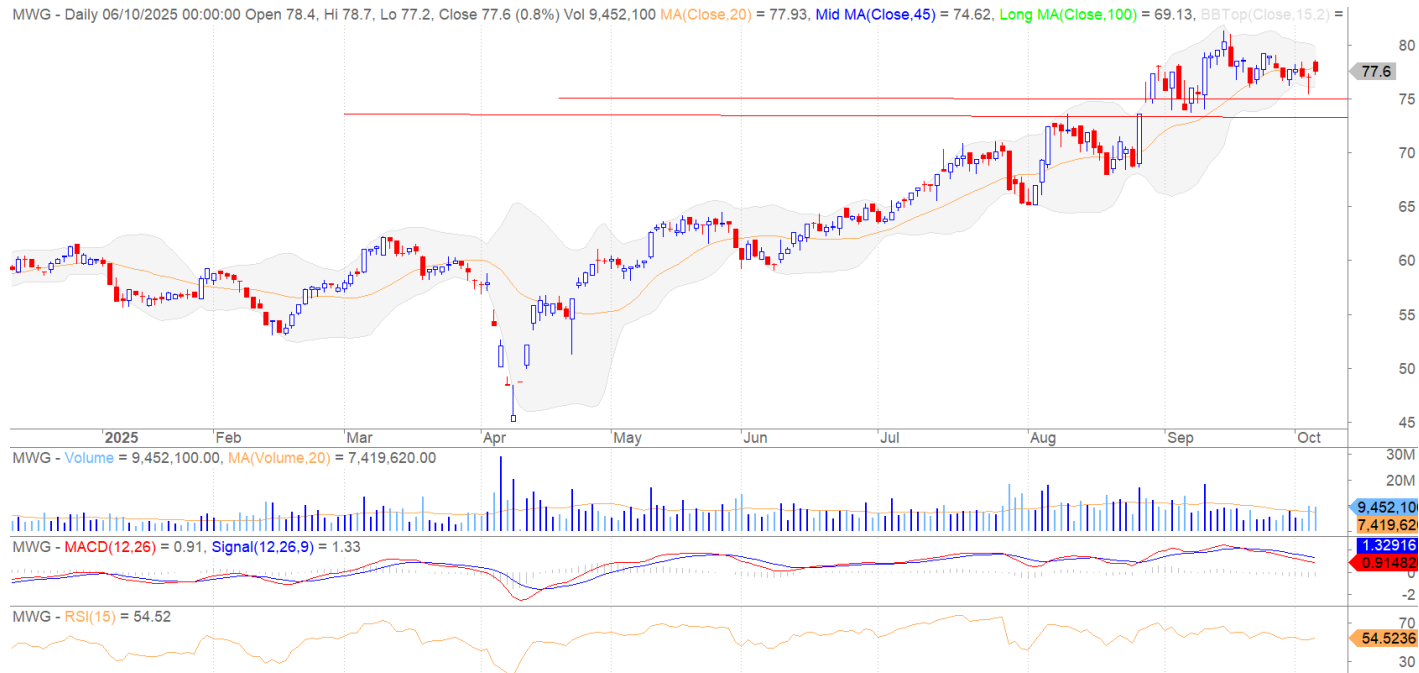 MWG - Daily 06/10/2025 00:00:00 Open 78.4, Hi 78.7, Lo 77.2, Close 77.6 (0.8%) Vol 9,452,100 MA(Close,20) = 77.93, Mid MA(Close,45) = 74.62, Long MA(Close,100) = 69.13, BBTop(Close,15,2) =
80
77.6
75
70
65
60
55
50
45
2025 Feb Mar Apr May Jun Jul Aug Sep Oct
MWG - Volume = 9,452,100.00, MA(Volume,20) = 7,419,620.00
30M
20M
9,452,100
7,419,620
MWG - MACD(12,26) = 0.91, Signal(12,26,9) = 1.33
1.32916
0.91482
0
-2
MWG - RSI(15) = 54.52
70
54.5236
30